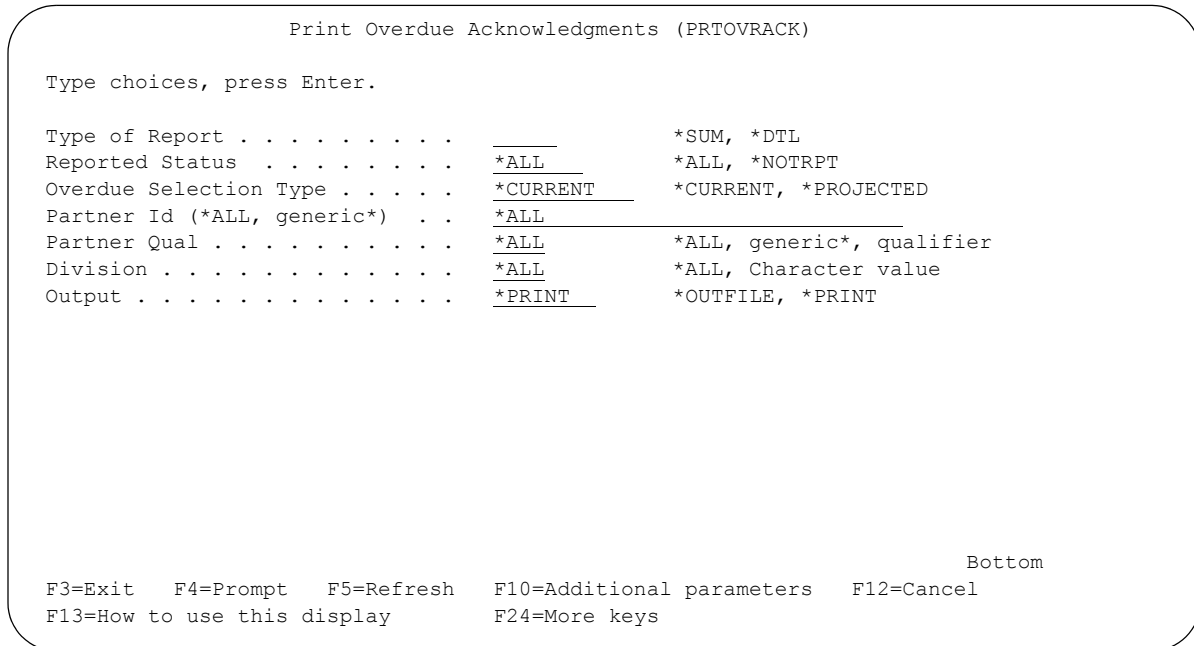 Print Overdue Acknowledgments (PRTOVRACK)
Type choices, press Enter.
Type of Report . . . . . . . . . *SUM, *DTL
Reported Status . . . . . . . . *ALL *ALL, *NOTRPT
Overdue Selection Type . . . . . *CURRENT *CURRENT, *PROJECTED
Partner Id (*ALL, generic*) . . *ALL
Partner Qual . . . . . . . . . . *ALL *ALL, generic*, qualifier
Division . . . . . . . . . . . . *ALL *ALL, Character value
Output . . . . . . . . . . . . . *PRINT *OUTFILE, *PRINT
Bottom
F3=Exit F4=Prompt F5=Refresh F10=Additional parameters F12=Cancel
F13=How to use this display F24=More keys